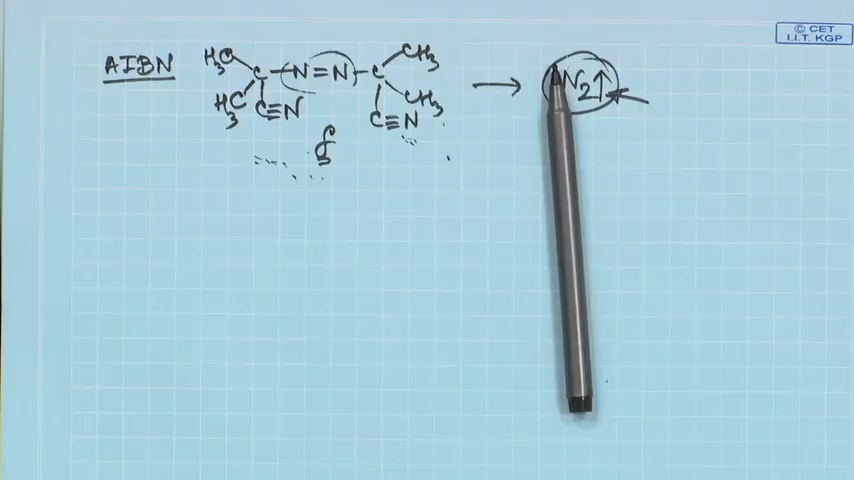 © CET
I.I.T. KGP
AIBN H3C C N=N C CH3 → N2↑
H3C C≡N C≡N CH3
f